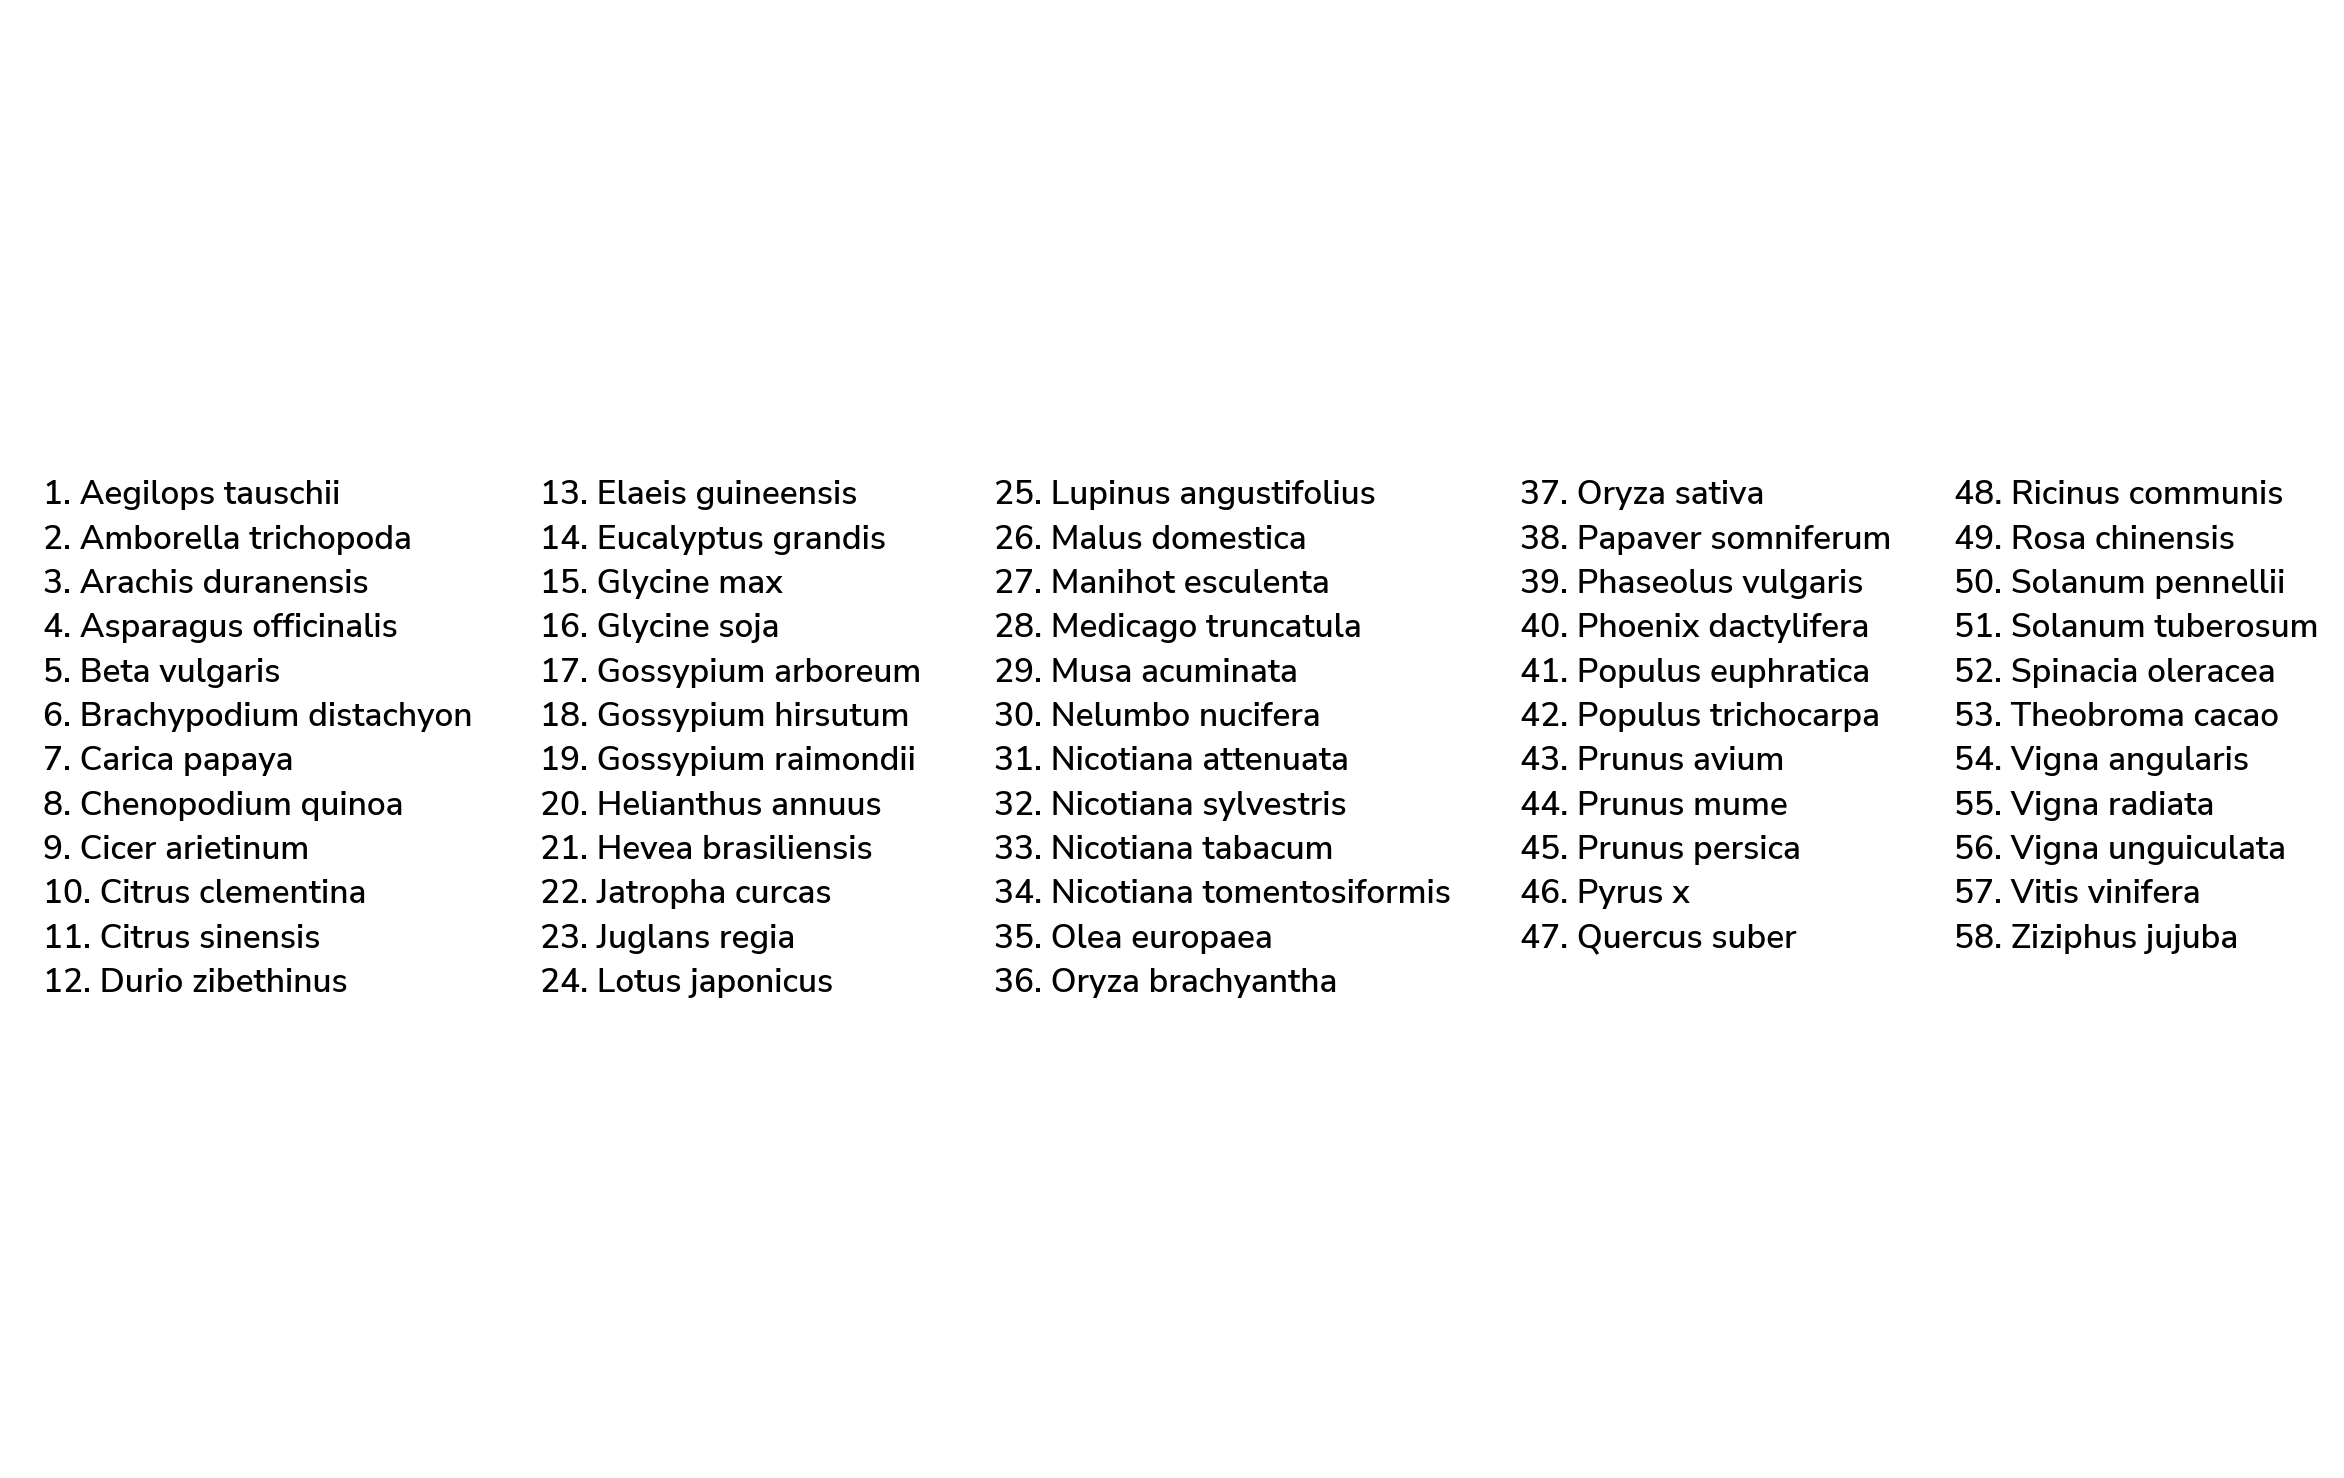 1. Aegilops tauschii
2. Amborella trichopoda
3. Arachis duranensis
4. Asparagus officinalis
5. Beta vulgaris
6. Brachypodium distachyon
7. Carica papaya
8. Chenopodium quinoa
9. Cicer arietinum
10. Citrus clementina
11. Citrus sinensis
12. Durio zibethinus
13. Elaeis guineensis
14. Eucalyptus grandis
15. Glycine max
16. Glycine soja
17. Gossypium arboreum
18. Gossypium hirsutum
19. Gossypium raimondii
20. Helianthus annuus
21. Hevea brasiliensis
22. Jatropha curcas
23. Juglans regia
24. Lotus japonicus
25. Lupinus angustifolius
26. Malus domestica
27. Manihot esculenta
28. Medicago truncatula
29. Musa acuminata
30. Nelumbo nucifera
31. Nicotiana attenuata
32. Nicotiana sylvestris
33. Nicotiana tabacum
34. Nicotiana tomentosiformis
35. Olea europaea
36. Oryza brachyantha
37. Oryza sativa
38. Papaver somniferum
39. Phaseolus vulgaris
40. Phoenix dactylifera
41. Populus euphratica
42. Populus trichocarpa
43. Prunus avium
44. Prunus mume
45. Prunus persica
46. Pyrus x
47. Quercus suber
48. Ricinus communis
49. Rosa chinensis
50. Solanum pennellii
51. Solanum tuberosum
52. Spinacia oleracea
53. Theobroma cacao
54. Vigna angularis
55. Vigna radiata
56. Vigna unguiculata
57. Vitis vinifera
58. Ziziphus jujuba